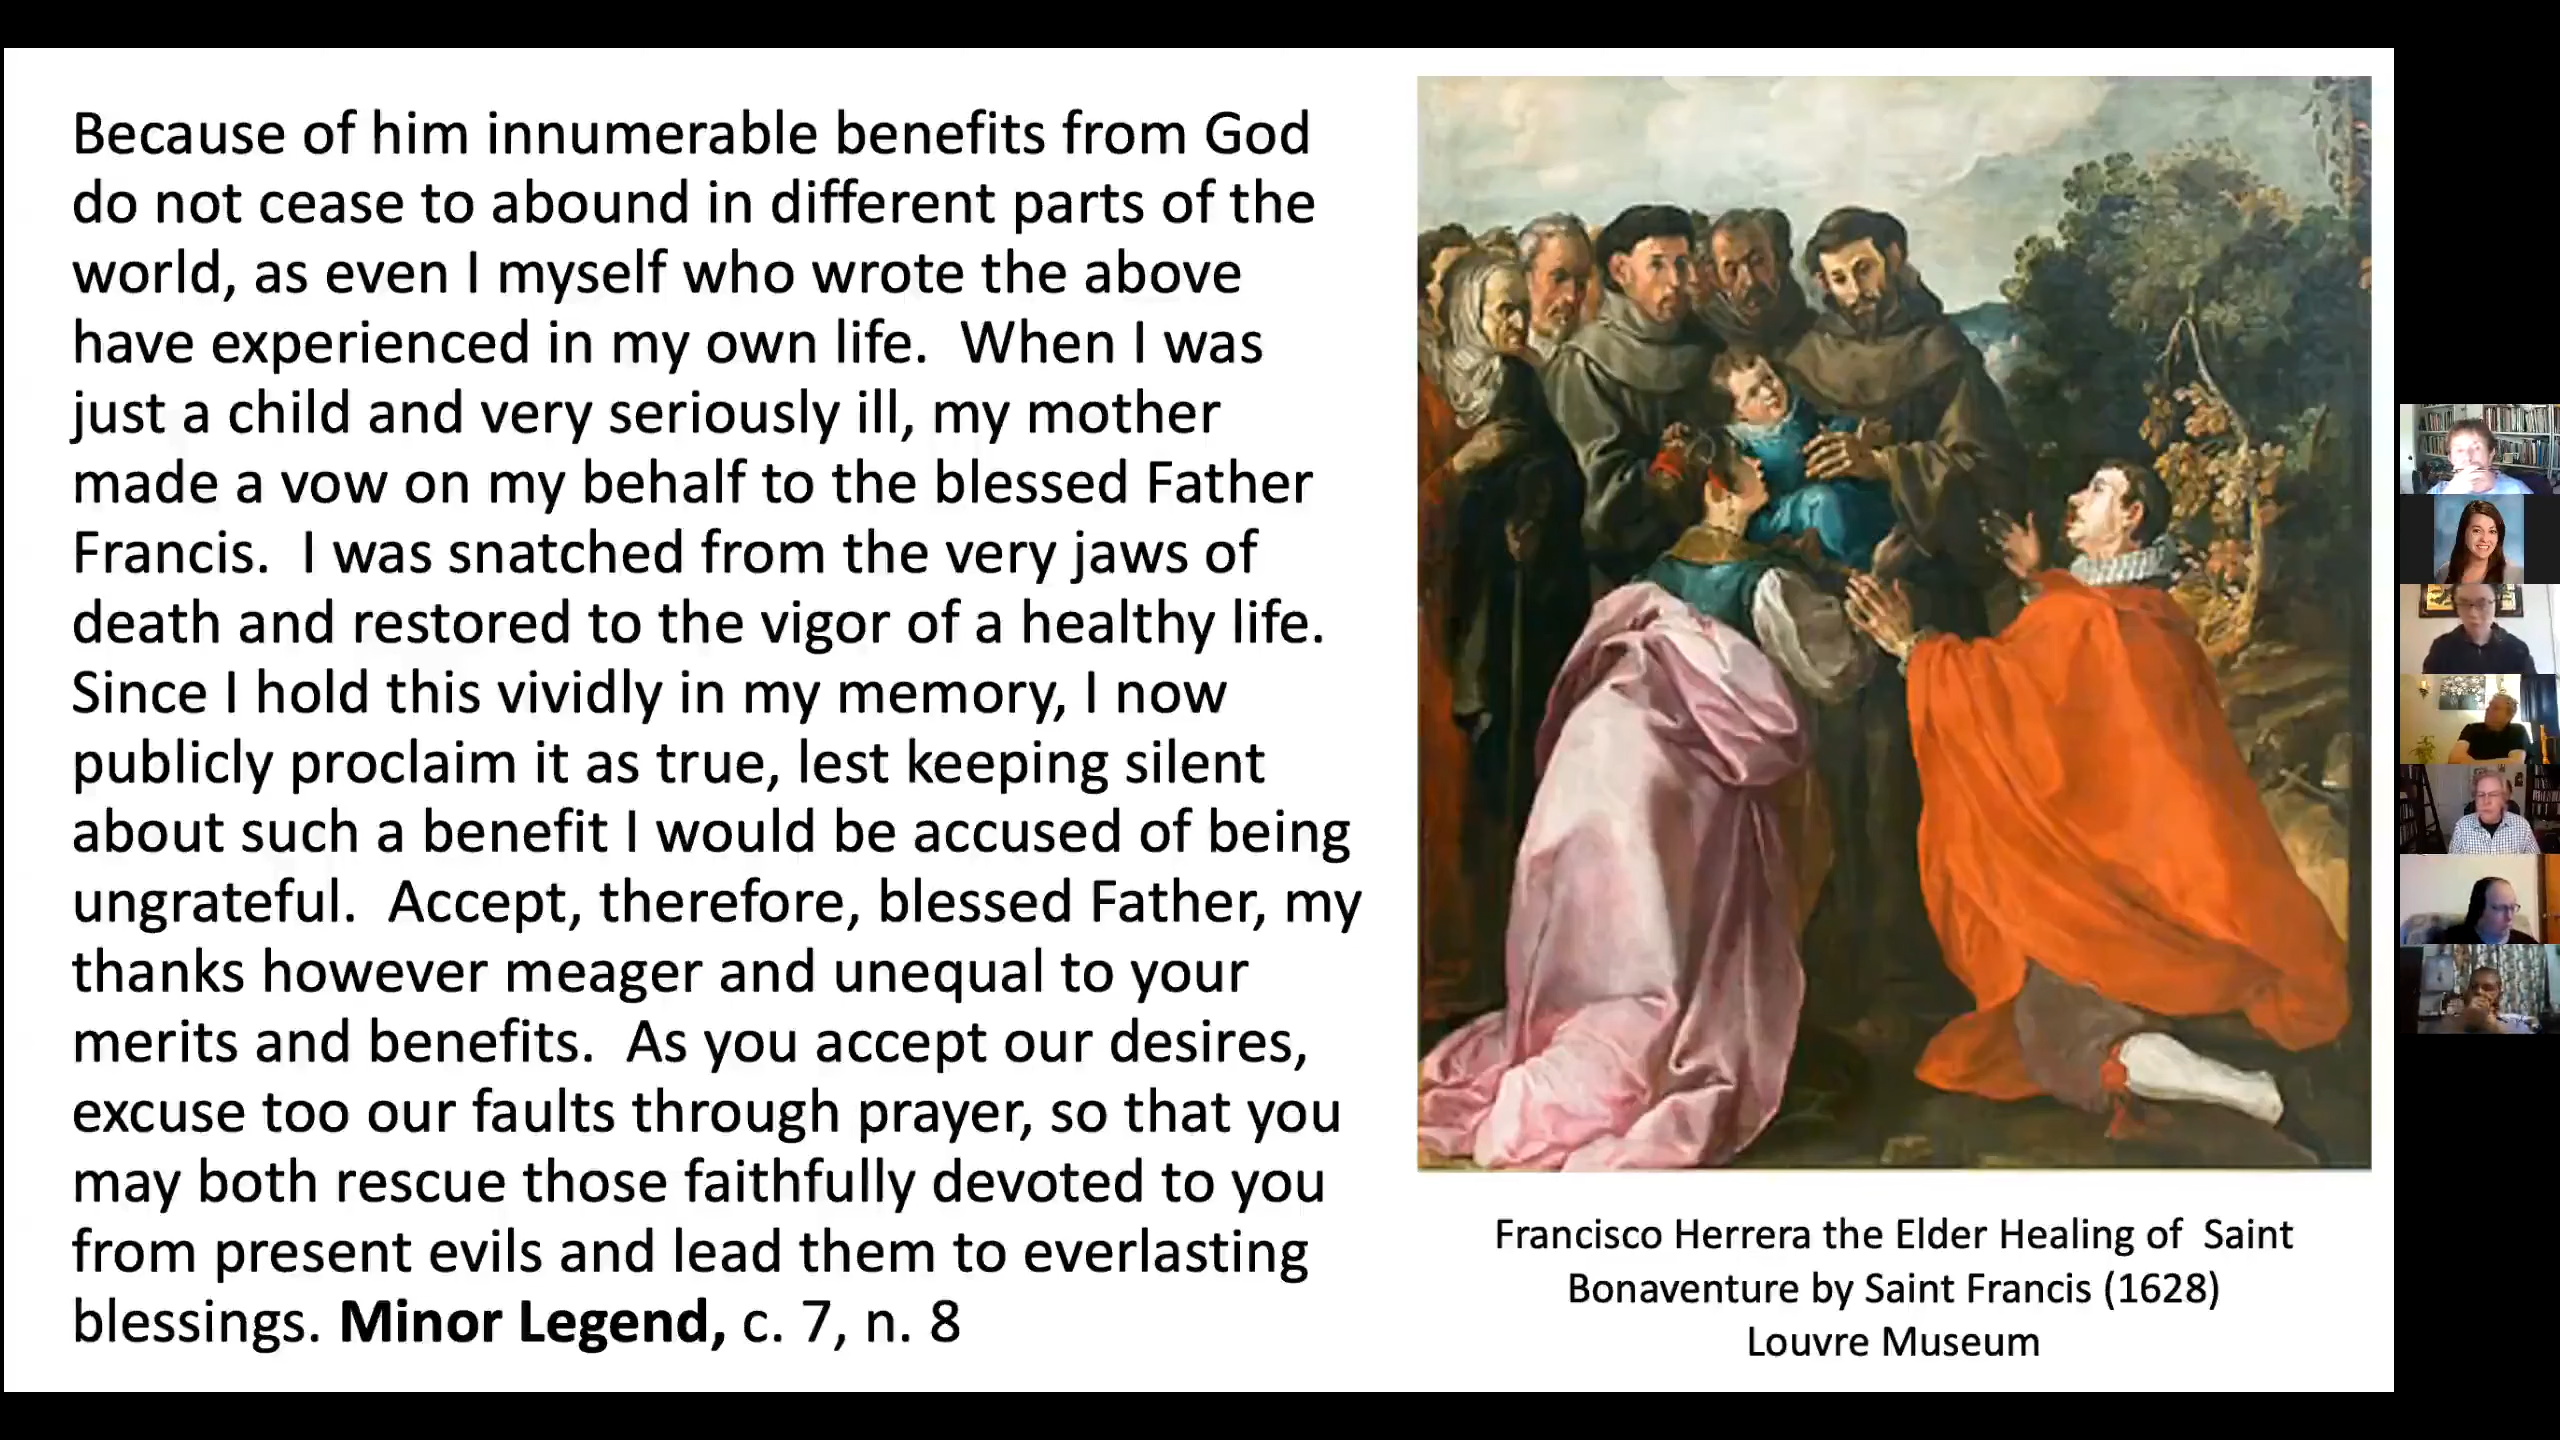 Because of him innumerable benefits from God
do not cease to abound in different parts of the
world, as even I myself who wrote the above
have experienced in my own life.  When I was
just a child and very seriously ill, my mother
made a vow on my behalf to the blessed Father
Francis.  I was snatched from the very jaws of
death and restored to the vigor of a healthy life.
Since I hold this vividly in my memory, I now
publicly proclaim it as true, lest keeping silent
about such a benefit I would be accused of being
ungrateful.  Accept, therefore, blessed Father, my
thanks however meager and unequal to your
merits and benefits.  As you accept our desires,
excuse too our faults through prayer, so that you
may both rescue those faithfully devoted to you
from present evils and lead them to everlasting
blessings. Minor Legend, c. 7, n. 8
Francisco Herrera the Elder Healing of  Saint
Bonaventure by Saint Francis (1628)
Louvre Museum